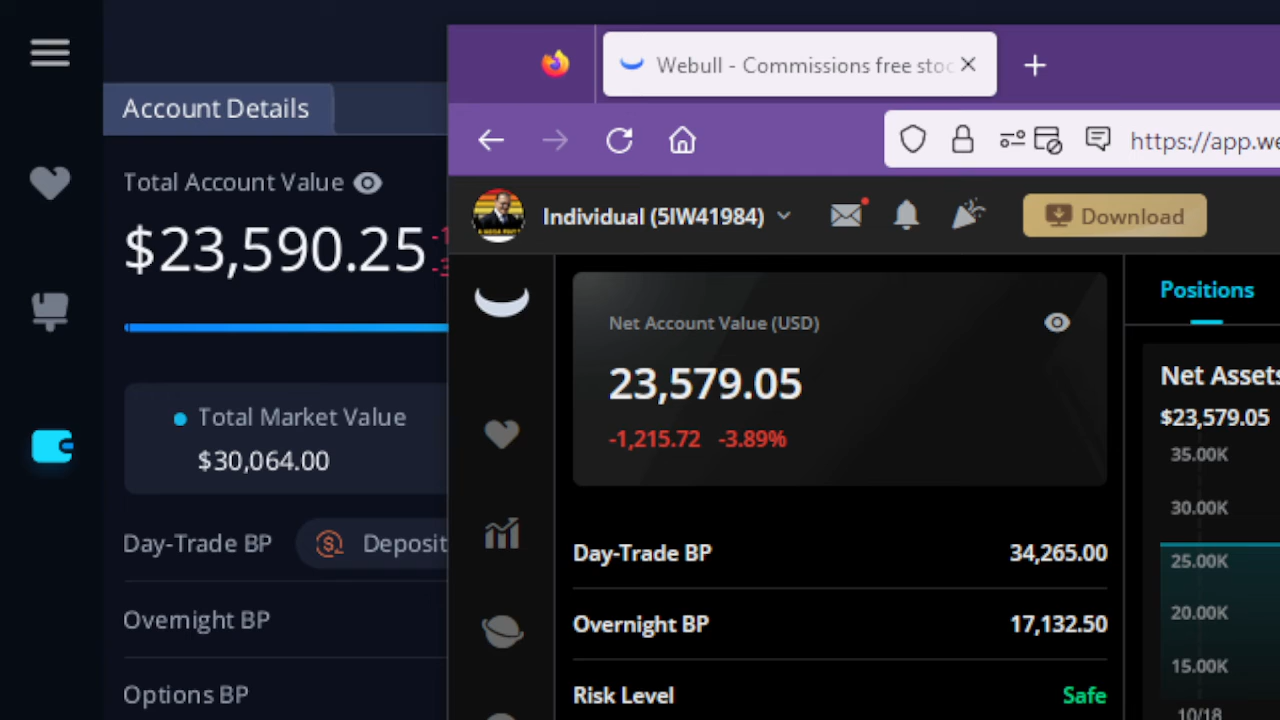 Account Details
Total Account Value
$23,590.25
Total Market Value
$30,064.00
Day-Trade BP
Deposit
Overnight BP
Options BP
Webull - Commissions free stoc
https://app.we
Individual (5IW41984)
Download
Net Account Value (USD)
23,579.05
-1,215.72 -3.89%
Day-Trade BP 34,265.00
Overnight BP 17,132.50
Risk Level Safe
Positions
Net Assets
$23,579.05
35.00K
30.00K
25.00K
20.00K
15.00K
10/18